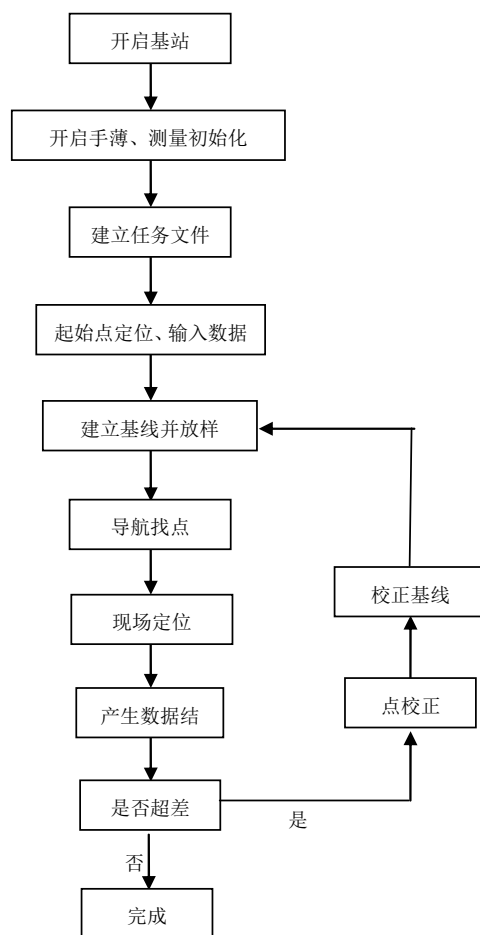 开启基站
开启手薄、测量初始化
建立任务文件
起始点定位、输入数据
建立基线并放样
导航找点
现场定位
校正基线
点校正
产生数据结
是否超差
是
否
完成